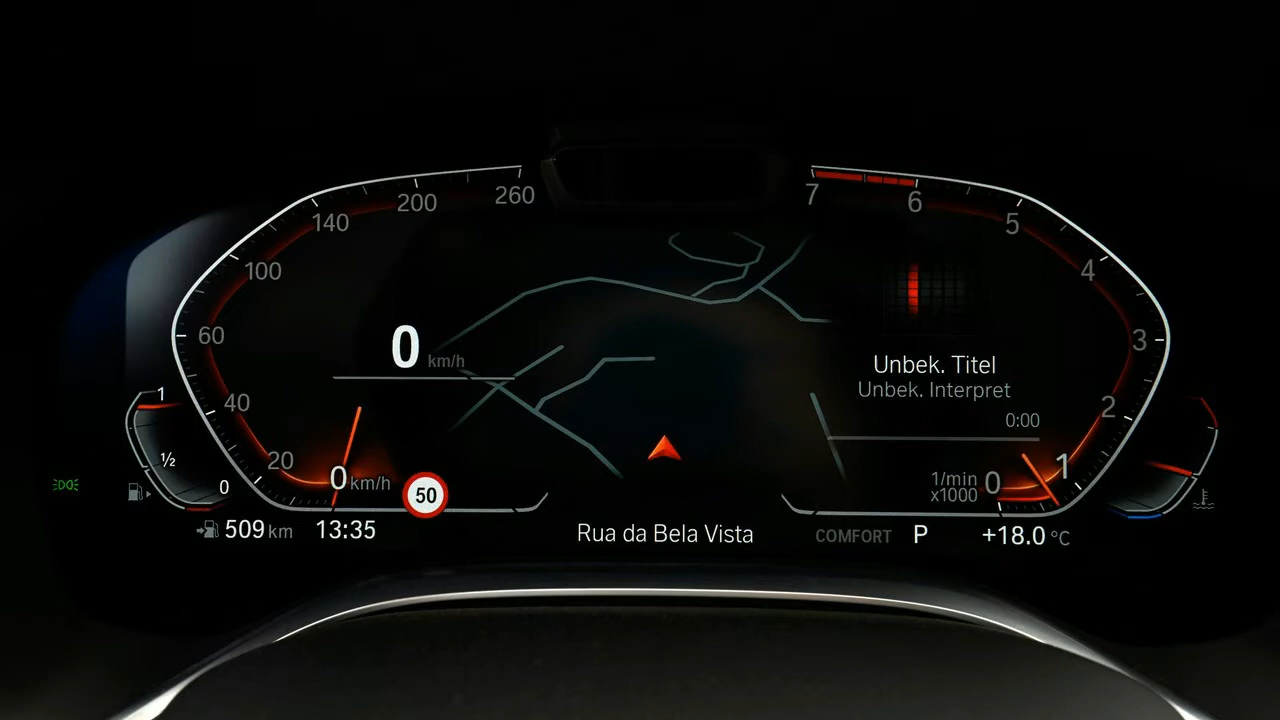 260
200
140
100
60
40
20
0 km/h
0 km/h
50
1
½
0
509 km
13:35
Rua da Bela Vista
7
6
5
4
3
2
1
0
1/min
x1000
Unbek. Titel
Unbek. Interpret
0:00
COMFORT
P
+18.0 °C